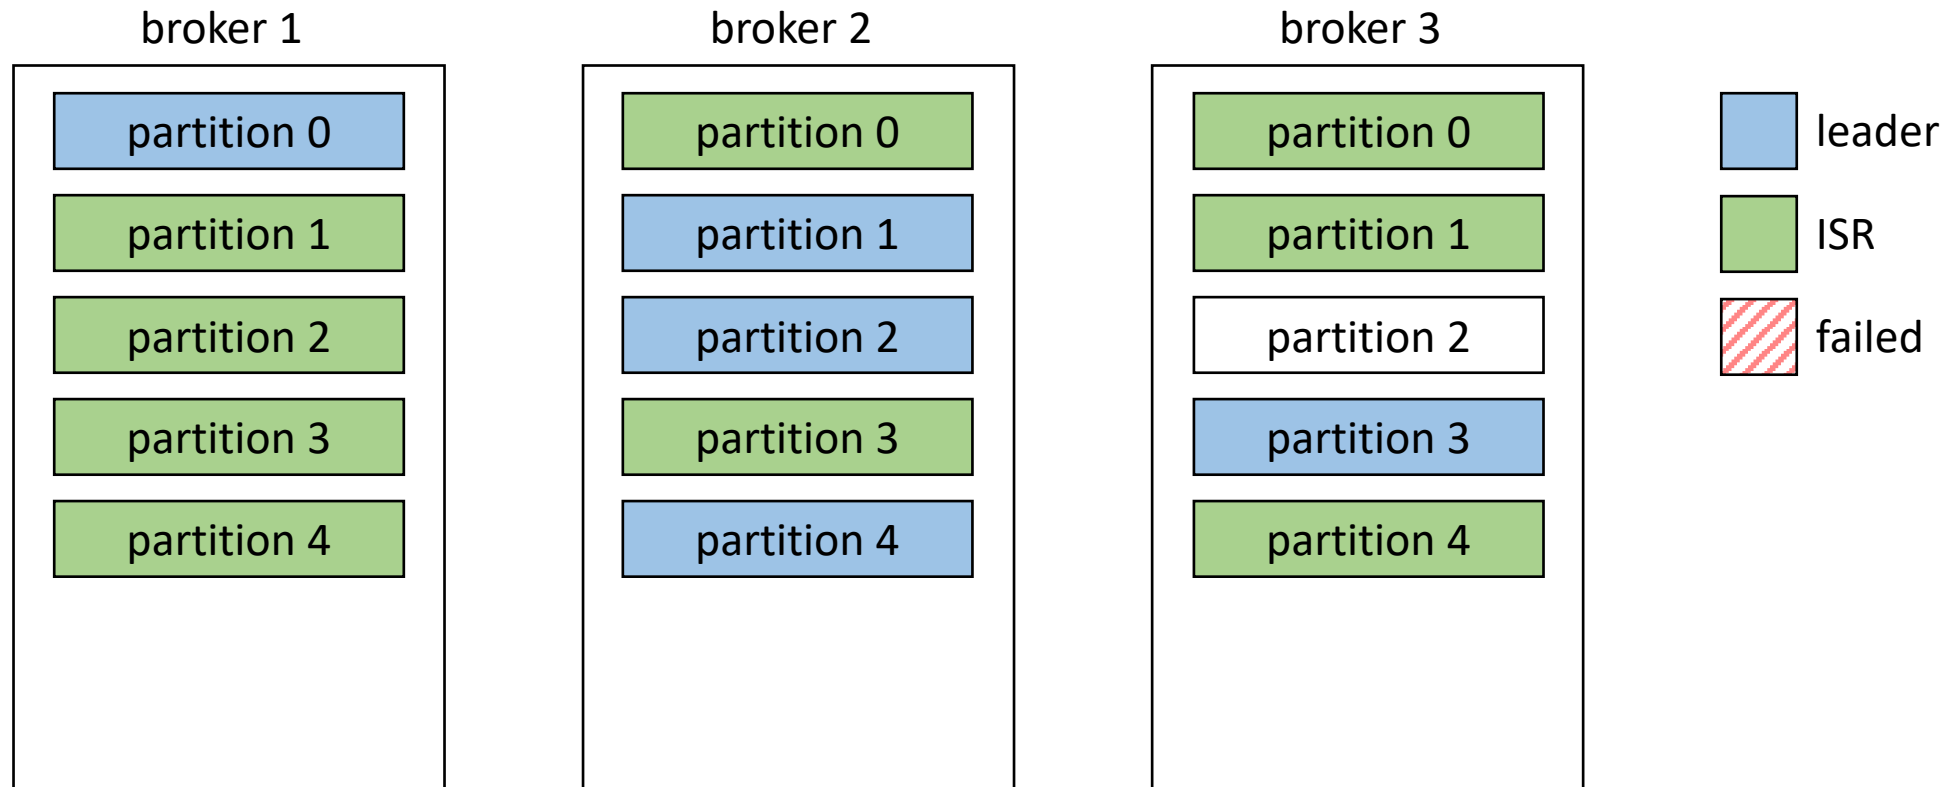 broker 1
partition 0
partition 1
partition 2
partition 3
partition 4
broker 2
partition 0
partition 1
partition 2
partition 3
partition 4
broker 3
partition 0
partition 1
partition 2
partition 3
partition 4
leader
ISR
failed